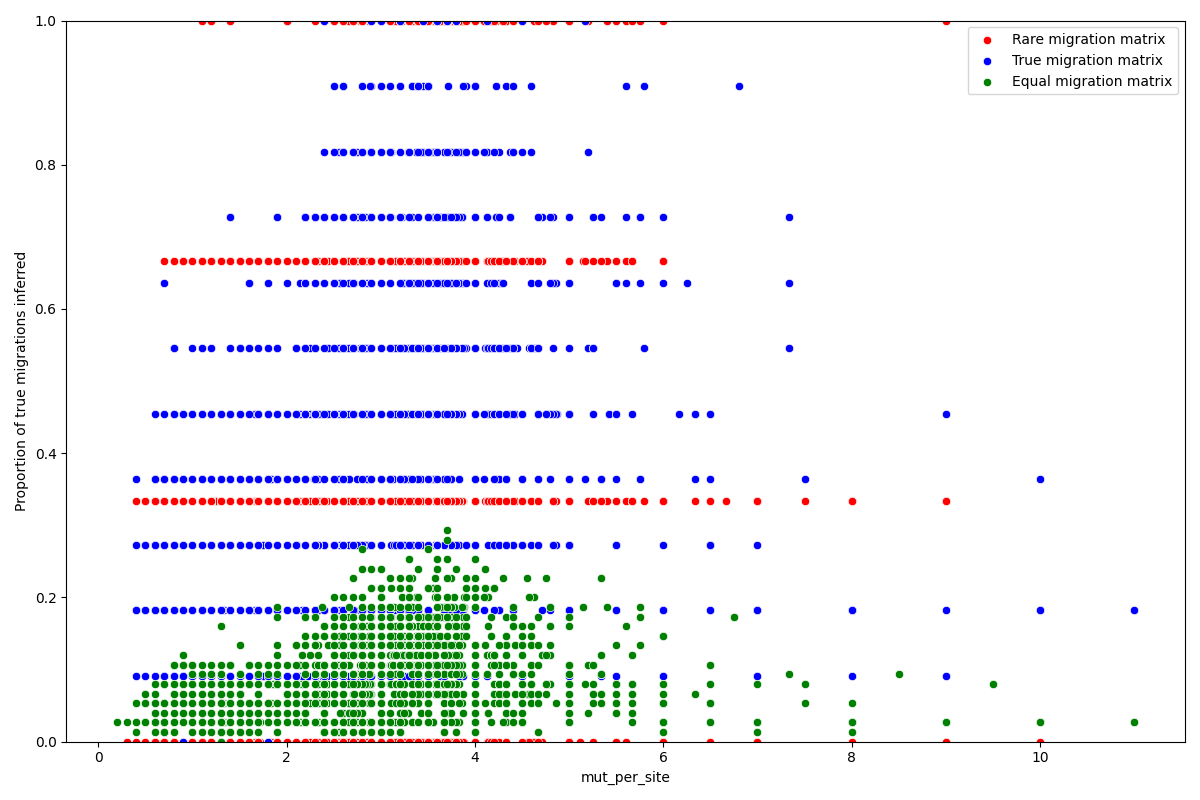 Rare migration matrix
True migration matrix
Equal migration matrix
Proportion of true migrations inferred
1.0
0.8
0.6
0.4
0.2
0.0
0 2 4 6 8 10
mut_per_site